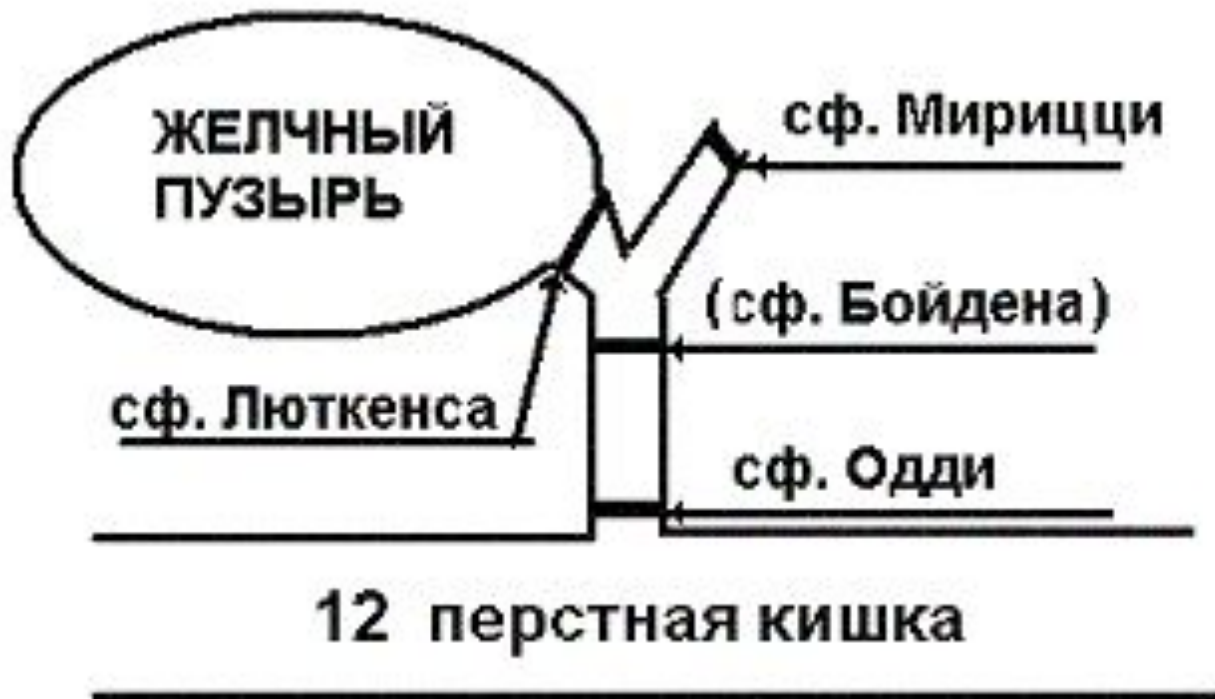 ЖЕЛЧНЫЙ
ПУЗЫРЬ
сф. Мирицци
(сф. Бойдена)
сф. Люткенса
сф. Одди
12 перстная кишка